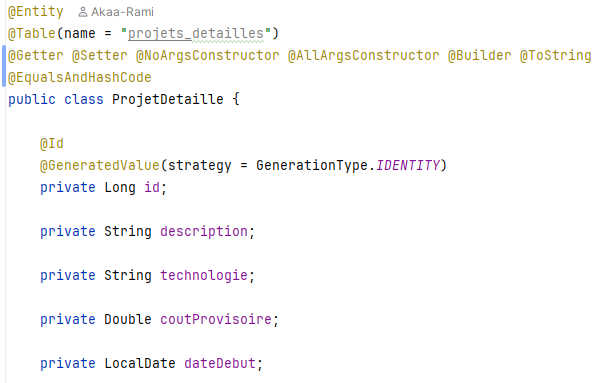 @Entity Akaa-Rami
@Table(name = "projets_detailles")
@Getter @Setter @NoArgsConstructor @AllArgsConstructor @Builder @ToString
@EqualsAndHashCode
public class ProjetDetaille {
@Id
@GeneratedValue(strategy = GenerationType.IDENTITY)
private Long id;
private String description;
private String technologie;
private Double coutProvisoire;
private LocalDate dateDebut;